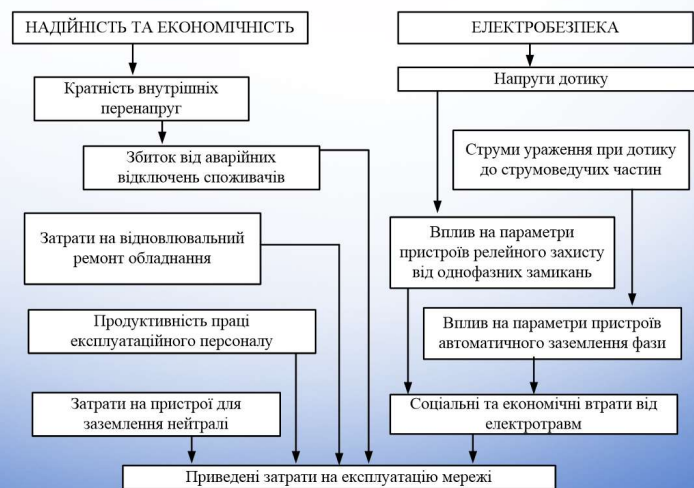 НАДІЙНІСТЬ ТА ЕКОНОМІЧНІСТЬ
Кратність внутрішніх
перенапруг
Збиток від аварійних
відключень споживачів
Затрати на відновлювальний
ремонт обладнання
Продуктивність праці
експлуатаційного персоналу
Затрати на пристрої для
заземлення нейтралі
ЕЛЕКТРОБЕЗПЕКА
Напруги дотику
Струми ураження при дотику
до струмоведучих частин
Вплив на параметри
пристроїв релейного захисту
від однофазних замикань
Вплив на параметри пристроїв
автоматичного заземлення фази
Соціальні та економічні втрати від
електротравм
Приведені затрати на експлуатацію мережі